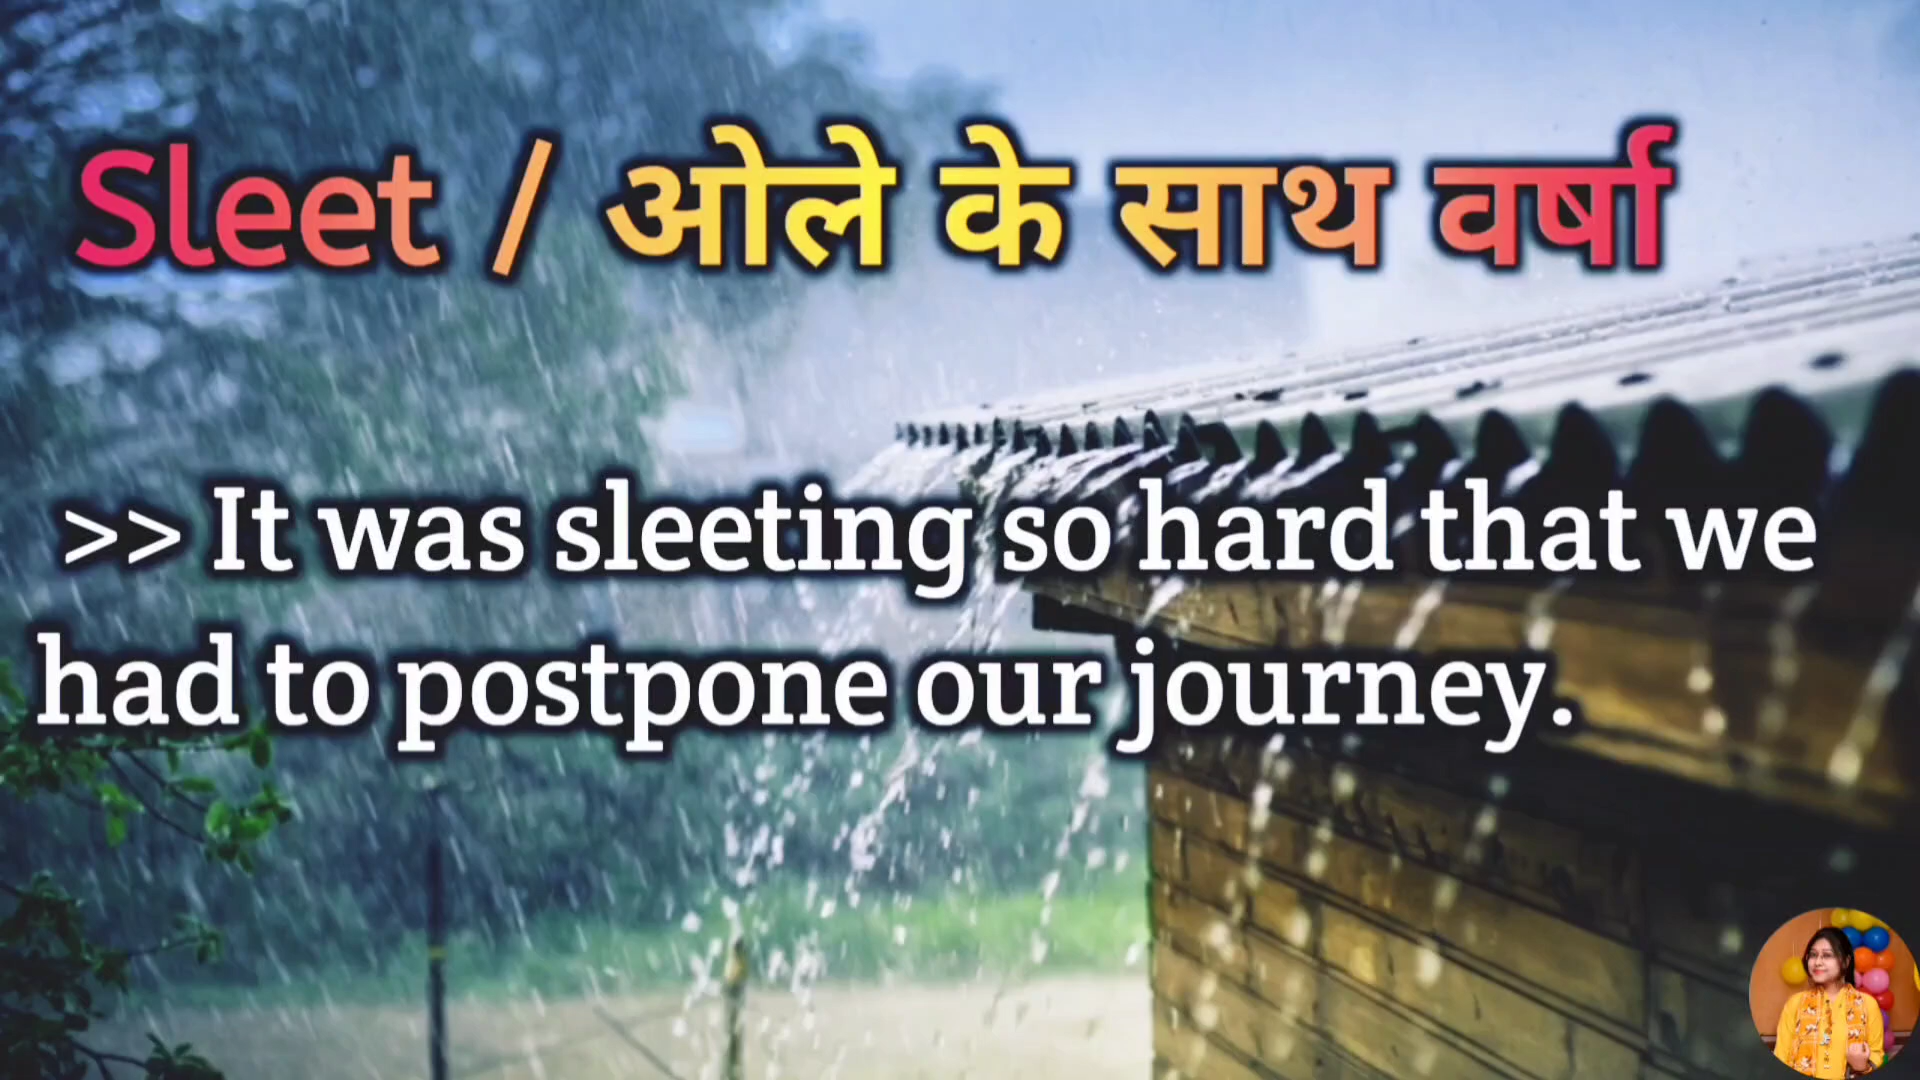 Sleet / ओले के साथ वर्षा
>> It was sleeting so hard that we
had to postpone our journey.